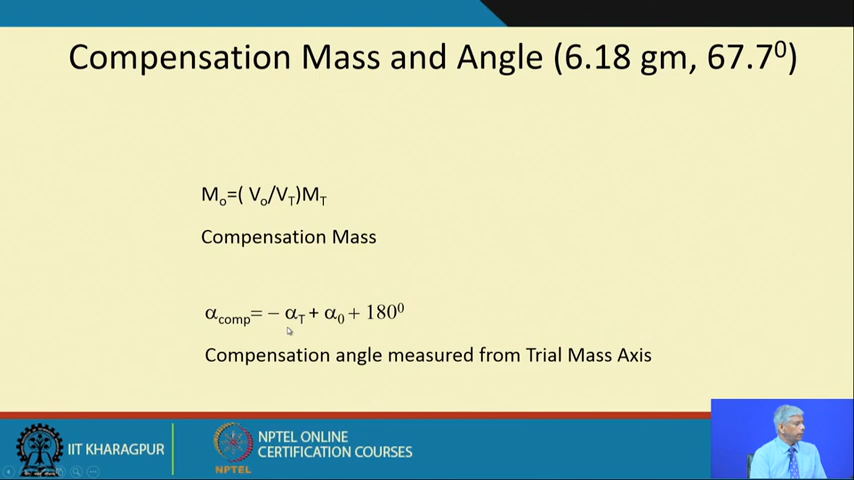 Compensation Mass and Angle (6.18 gm, 67.7⁰)
Mₒ=( Vₒ/V_T)M_T
Compensation Mass
α_comp= − α_T + α₀ + 180⁰
Compensation angle measured from Trial Mass Axis
IIT KHARAGPUR
NPTEL
NPTEL ONLINE
CERTIFICATION COURSES